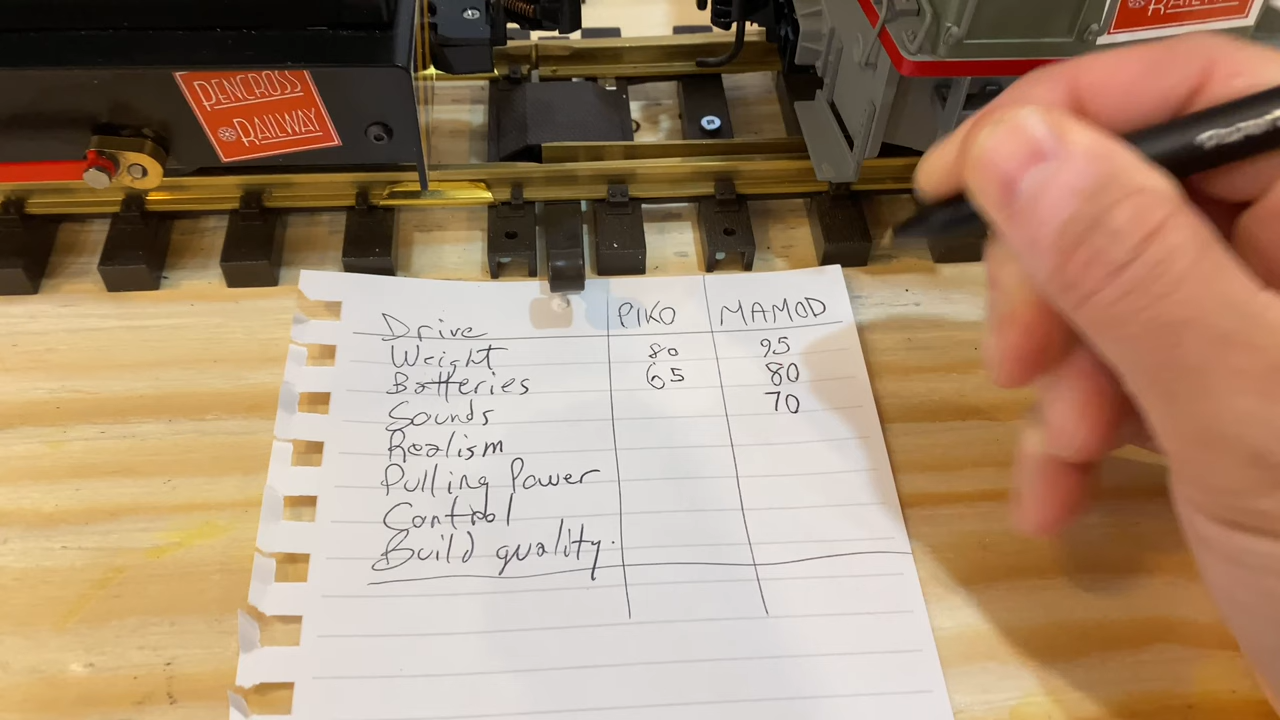 PENCROSS
RAILWAY
RAILWAY
PIKO MAMOD
Drive 80 95
Weight 65 80
Batteries 70
Sounds
Realism
Pulling Power
Control
Build quality.